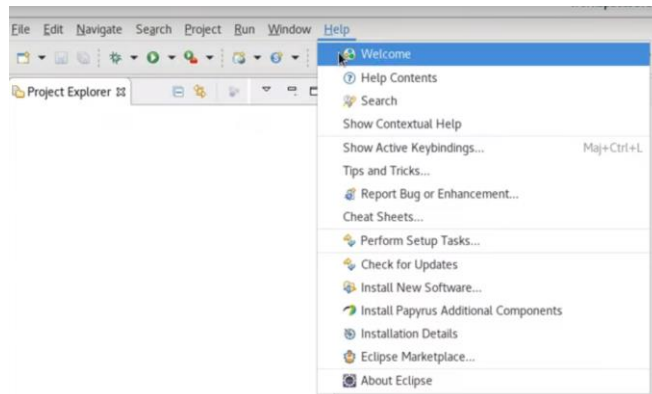 File Edit Navigate Search Project Run Window Help
Project Explorer
Welcome
Help Contents
Search
Show Contextual Help
Show Active Keybindings... Maj+Ctrl+L
Tips and Tricks...
Report Bug or Enhancement...
Cheat Sheets...
Perform Setup Tasks...
Check for Updates
Install New Software...
Install Papyrus Additional Components
Installation Details
Eclipse Marketplace...
About Eclipse